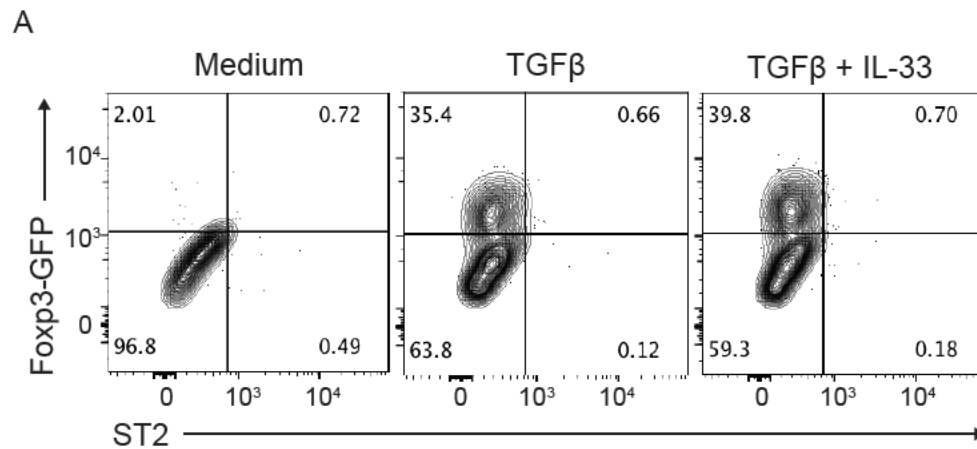 A
Medium
TGFβ
TGFβ + IL-33
Foxp3-GFP
10⁴
10³
0
2.01 0.72
96.8 0.49
35.4 0.66
63.8 0.12
39.8 0.70
59.3 0.18
0 10³ 10⁴
0 10³ 10⁴
0 10³ 10⁴
ST2